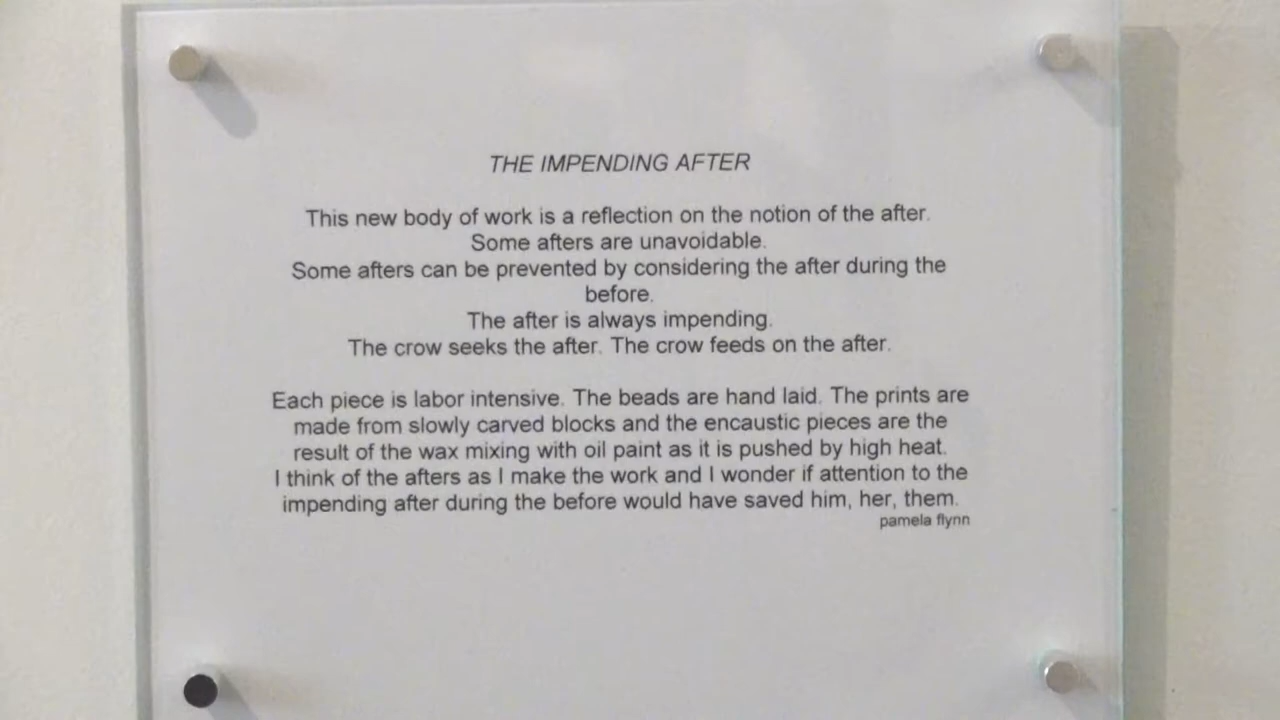 THE IMPENDING AFTER
This new body of work is a reflection on the notion of the after.
Some afters are unavoidable.
Some afters can be prevented by considering the after during the
before.
The after is always impending.
The crow seeks the after. The crow feeds on the after.
Each piece is labor intensive. The beads are hand laid. The prints are
made from slowly carved blocks and the encaustic pieces are the
result of the wax mixing with oil paint as it is pushed by high heat.
I think of the afters as I make the work and I wonder if attention to the
impending after during the before would have saved him, her, them.
pamela flynn